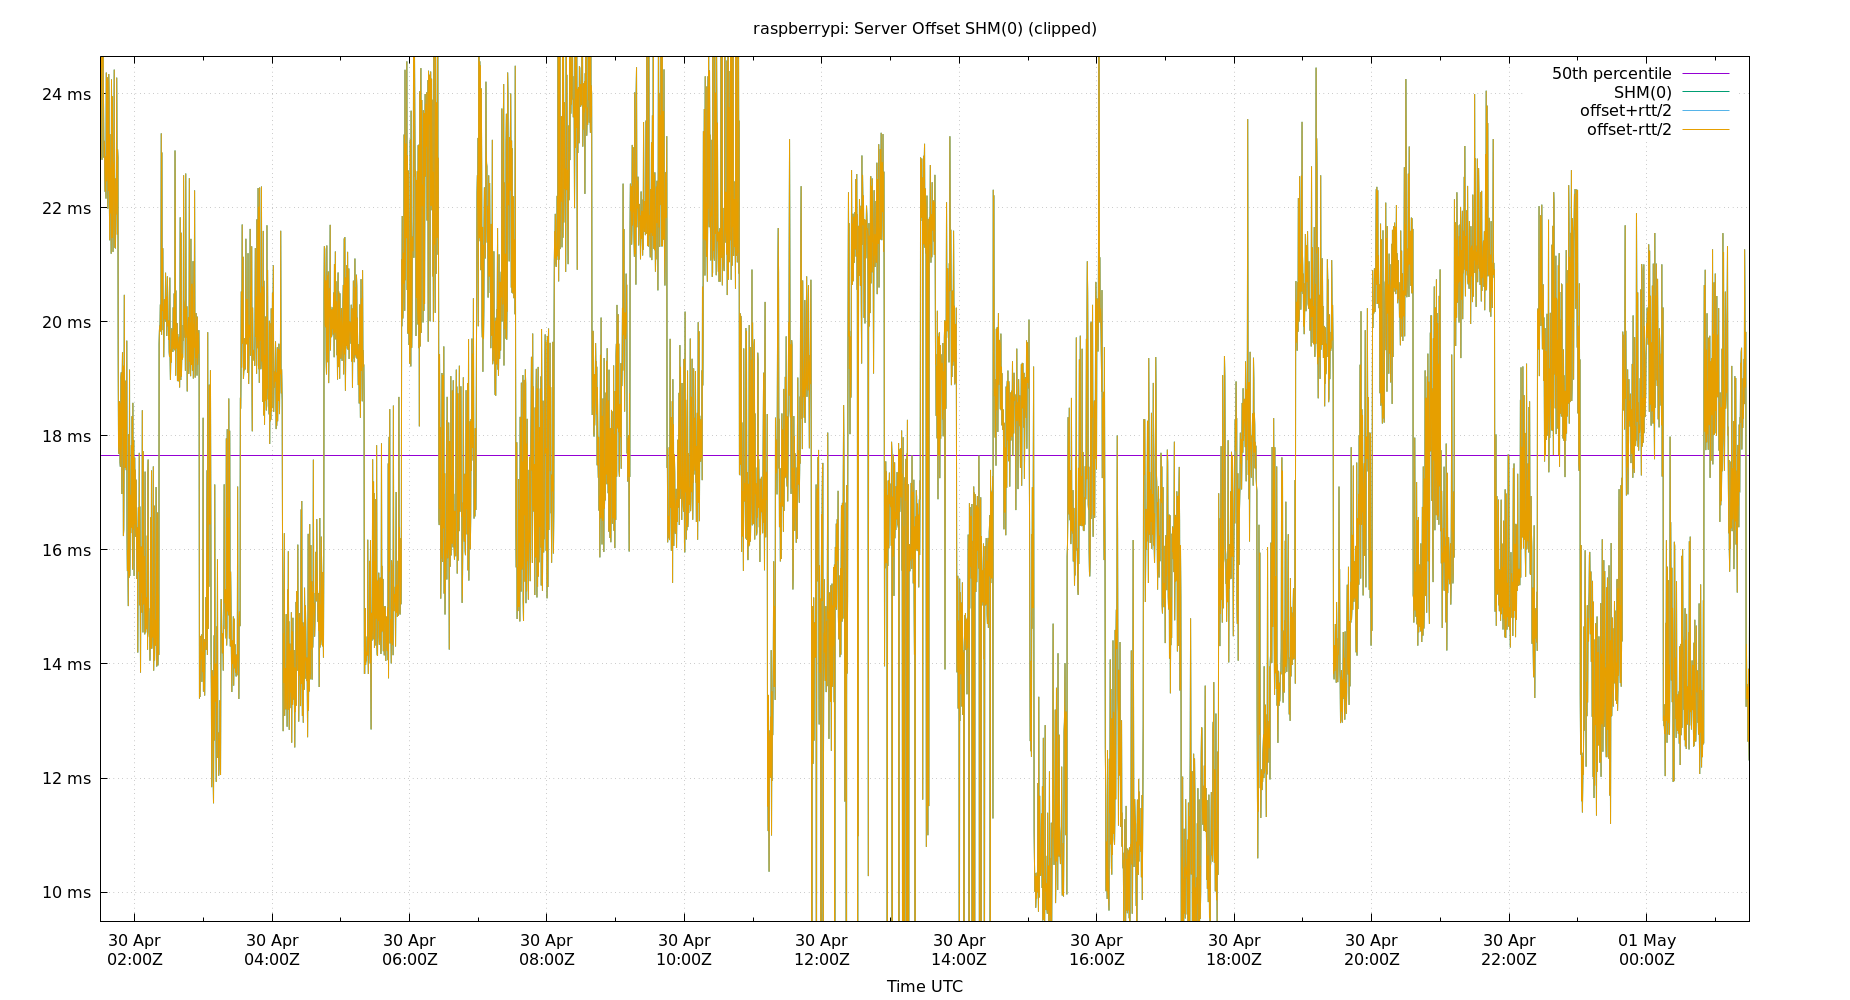 raspberrypi: Server Offset SHM(0) (clipped)
50th percentile
SHM(0)
offset+rtt/2
offset-rtt/2
24 ms
22 ms
20 ms
18 ms
16 ms
14 ms
12 ms
10 ms
30 Apr 30 Apr 30 Apr 30 Apr 30 Apr 30 Apr 30 Apr 30 Apr 30 Apr 30 Apr 30 Apr 01 May
02:00Z 04:00Z 06:00Z 08:00Z 10:00Z 12:00Z 14:00Z 16:00Z 18:00Z 20:00Z 22:00Z 00:00Z
Time UTC